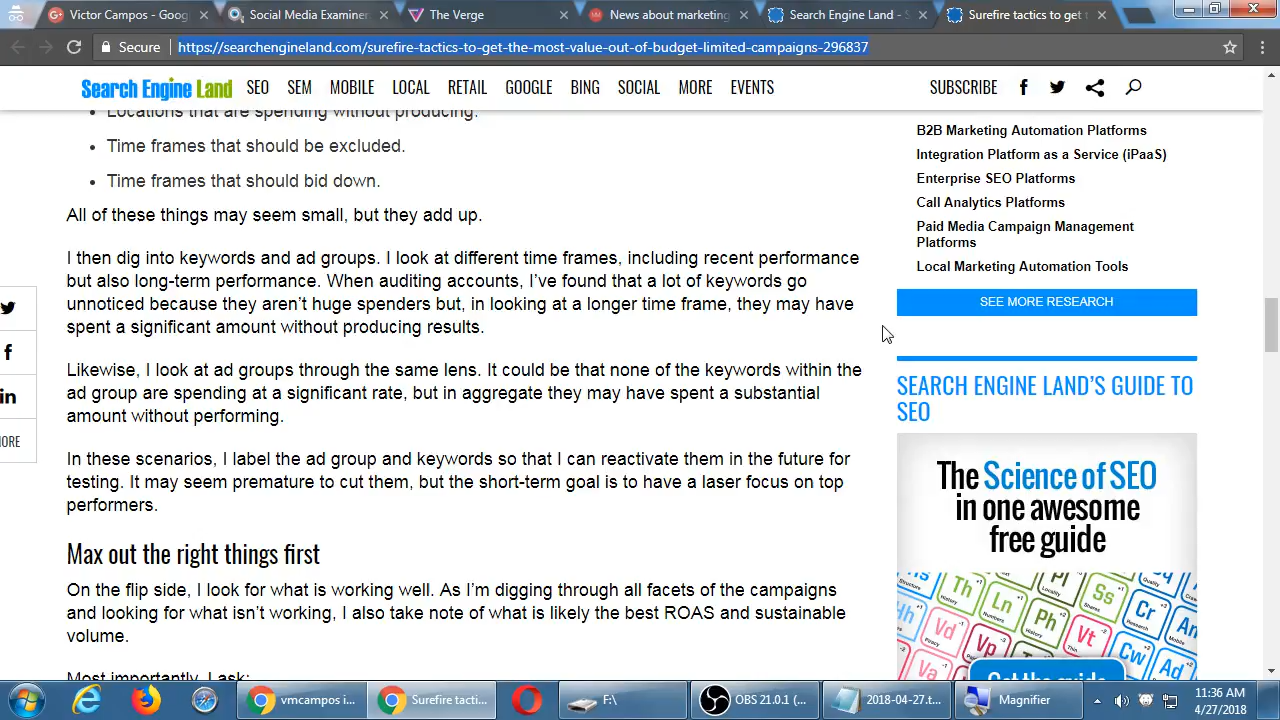 Victor Campos - Goog
Social Media Examiner
The Verge
News about marketing
Search Engine Land - S
Surefire tactics to get t
Secure
https://searchengineland.com/surefire-tactics-to-get-the-most-value-out-of-budget-limited-campaigns-296837
Search Engine Land
SEO SEM MOBILE LOCAL RETAIL GOOGLE BING SOCIAL MORE EVENTS
SUBSCRIBE
Locations that are spending without producing.
Time frames that should be excluded.
Time frames that should bid down.
All of these things may seem small, but they add up.
I then dig into keywords and ad groups. I look at different time frames, including recent performance
but also long-term performance. When auditing accounts, I’ve found that a lot of keywords go
unnoticed because they aren’t huge spenders but, in looking at a longer time frame, they may have
spent a significant amount without producing results.
Likewise, I look at ad groups through the same lens. It could be that none of the keywords within the
ad group are spending at a significant rate, but in aggregate they may have spent a substantial
amount without performing.
In these scenarios, I label the ad group and keywords so that I can reactivate them in the future for
testing. It may seem premature to cut them, but the short-term goal is to have a laser focus on top
performers.
Max out the right things first
On the flip side, I look for what is working well. As I’m digging through all facets of the campaigns
and looking for what isn’t working, I also take note of what is likely the best ROAS and sustainable
volume.
Most importantly, I ask:
ORE
B2B Marketing Automation Platforms
Integration Platform as a Service (iPaaS)
Enterprise SEO Platforms
Call Analytics Platforms
Paid Media Campaign Management
Platforms
Local Marketing Automation Tools
SEE MORE RESEARCH
SEARCH ENGINE LAND’S GUIDE TO
SEO
The Science of SEO
in one awesome
free guide
Th
Ln
Ph
Ss
Cr
Vd
Vp
Vt
Cw
Ad
Va
Get the guide
vmcampos i...
Surefire tacti...
F:\
OBS 21.0.1 (...
2018-04-27.t...
Magnifier
11:36 AM
4/27/2018